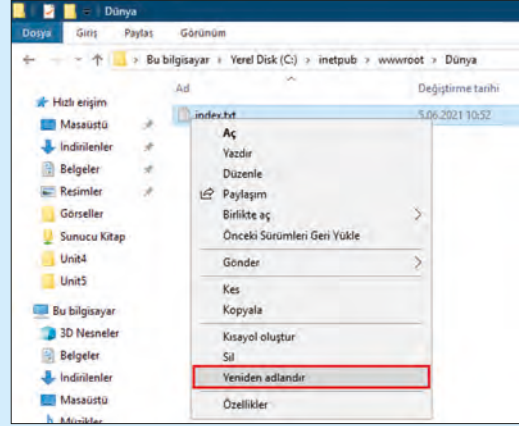 Dünya
Dosya Giriş Paylaş Görünüm
Bu bilgisayar > Yerel Disk (C:) > inetpub > wwwroot > Dünya
Ad Değiştirme tarihi
Hızlı erişim
index.txt 5.06.2021 10:52
Masaüstü
İndirilenler
Belgeler
Resimler
Görseller
Sunucu Kitap
Unit4
Unit5
Bu bilgisayar
3D Nesneler
Belgeler
İndirilenler
Masaüstü
Müzikler
Aç
Yazdır
Düzenle
Paylaşım
Birlikte aç
Önceki Sürümleri Geri Yükle
Gönder
Kes
Kopyala
Kısayol oluştur
Sil
Yeniden adlandır
Özellikler